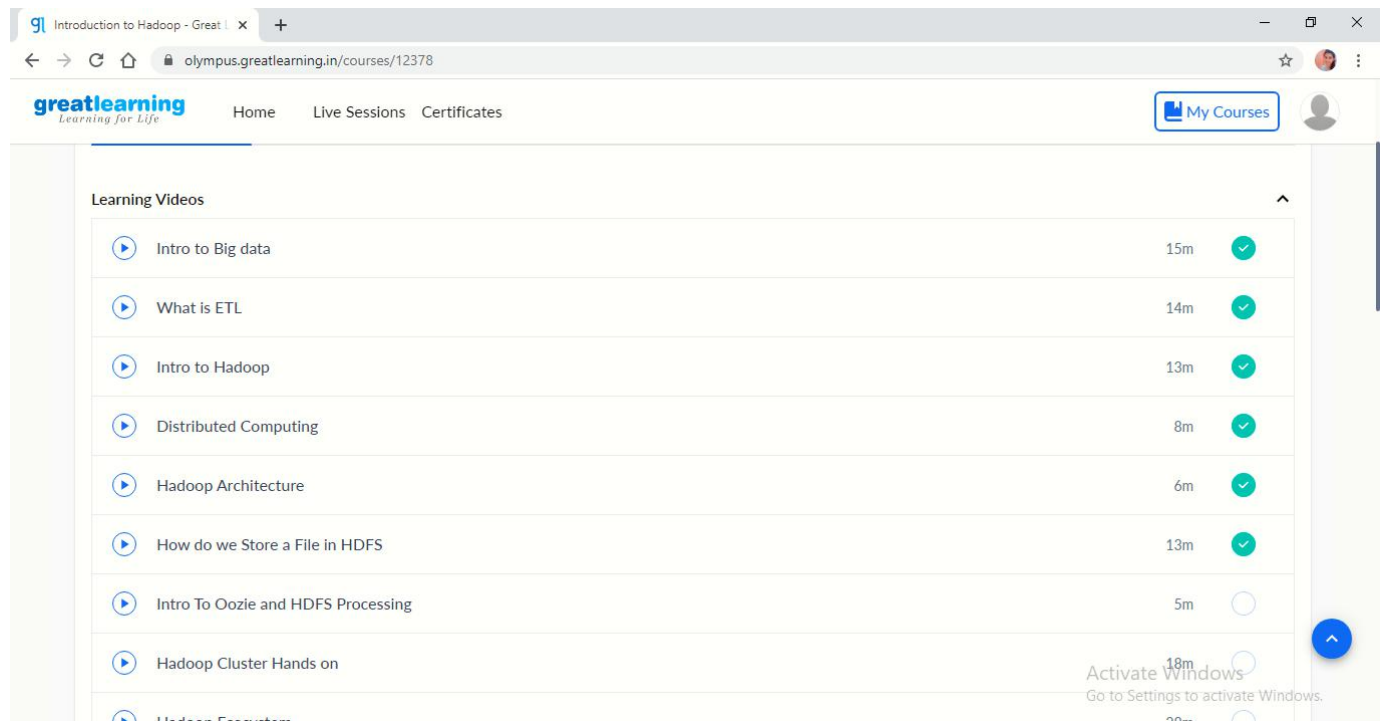 gl Introduction to Hadoop - Great L
olympus.greatlearning.in/courses/12378
greatlearning
Learning for Life
Home Live Sessions Certificates My Courses
Learning Videos
Intro to Big data 15m
What is ETL 14m
Intro to Hadoop 13m
Distributed Computing 8m
Hadoop Architecture 6m
How do we Store a File in HDFS 13m
Intro To Oozie and HDFS Processing 5m
Hadoop Cluster Hands on 18m
Activate Windows
Go to Settings to activate Windows.
Hadoop Ecosystem